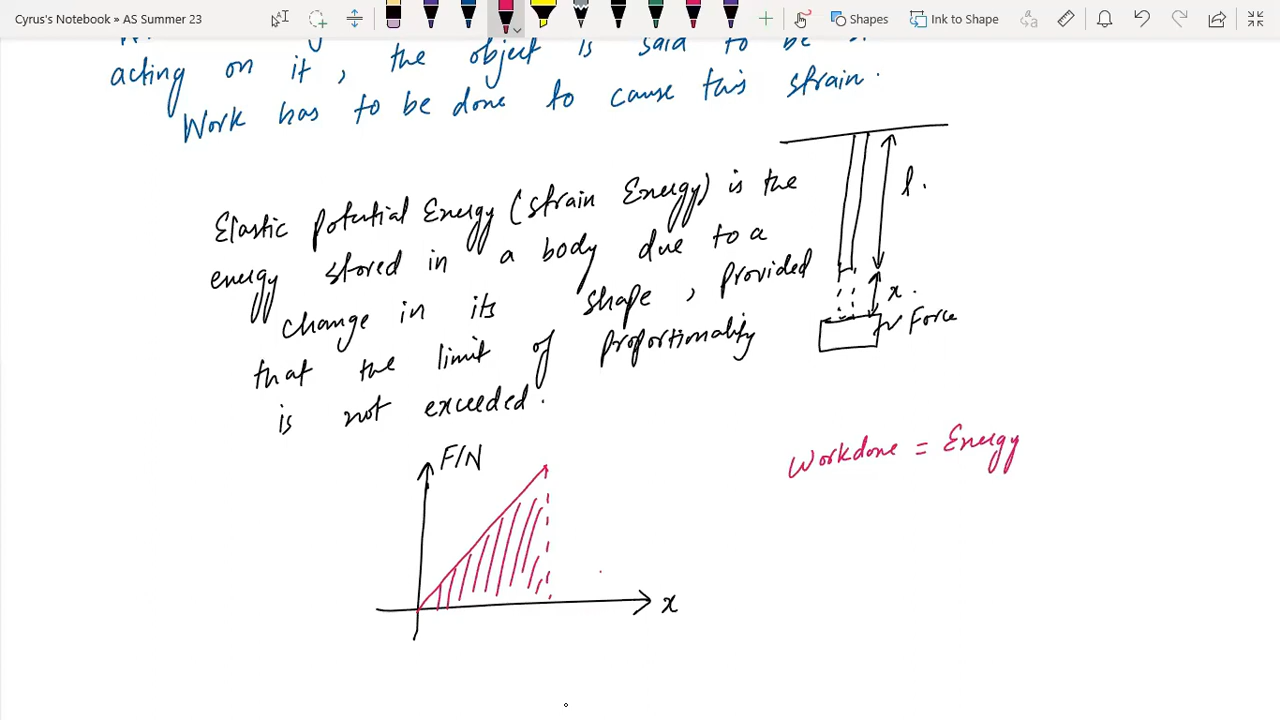 Cyrus's Notebook » AS Summer 23
Shapes
Ink to Shape
acting on it, the object is said to be
Work has to be done to cause this strain.
Elastic potential Energy (strain Energy) is the
energy stored in a body due to a
change in its shape, provided
that the limit of proportionality
is not exceeded.
l.
x.
Force
F/N
x
Workdone = Energy